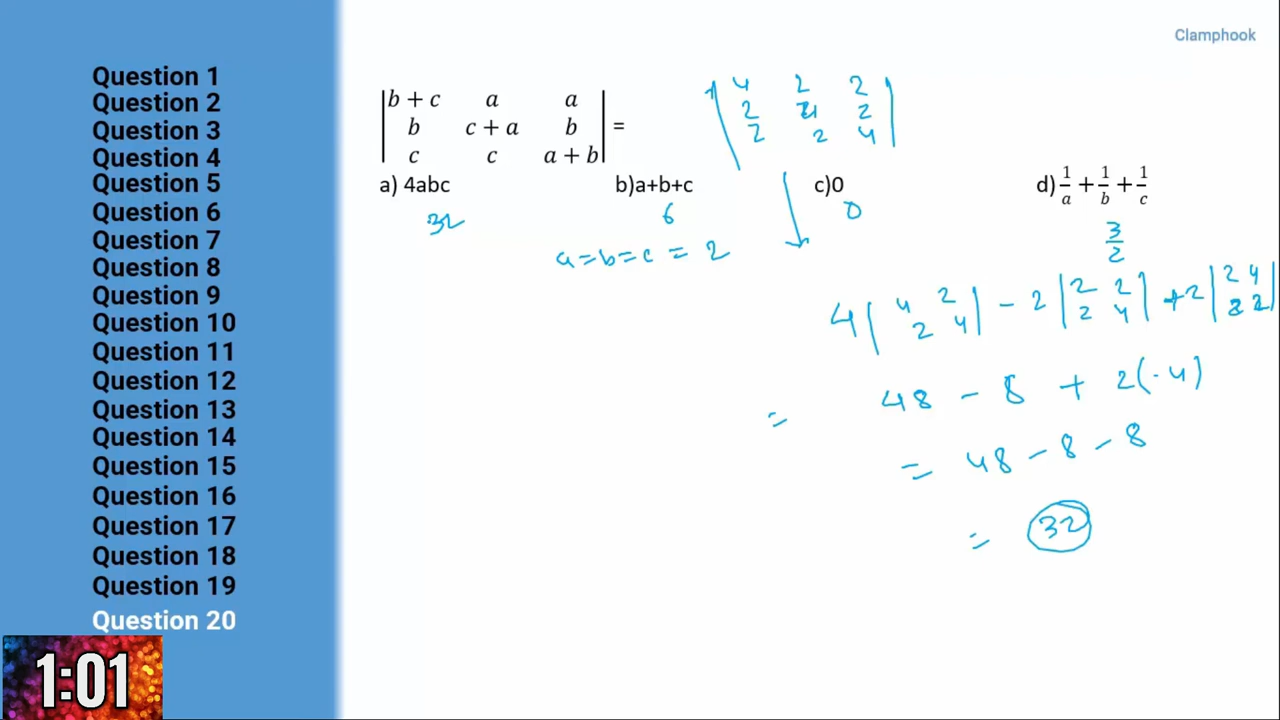 Clamphook
Question 1
Question 2
Question 3
Question 4
Question 5
Question 6
Question 7
Question 8
Question 9
Question 10
Question 11
Question 12
Question 13
Question 14
Question 15
Question 16
Question 17
Question 18
Question 19
Question 20
1:01
|b + c a a|
|b c + a b| =
|c c a + b|
a) 4abc b)a+b+c c)0 d) 1/a + 1/b + 1/c
32 6 0 3/2
a=b=c = 2
|4 2 2|
|2 4 2|
|2 2 4|
4|4 2| - 2|2 2| + 2|2 4|
|2 4| |2 4| |2 2|
= 48 - 8 + 2(-4)
= 48 - 8 - 8
= 32